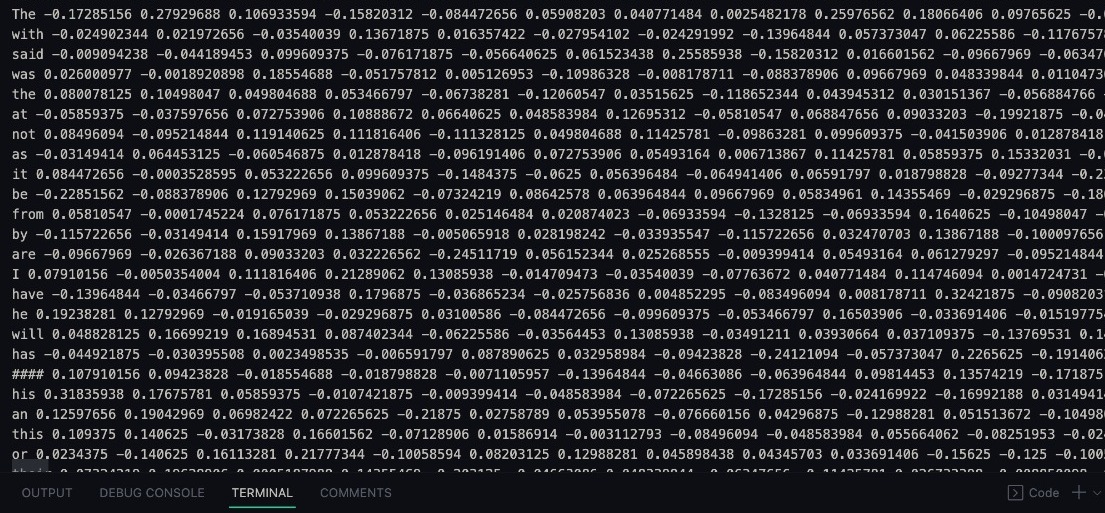 The −0.17285156 0.27929688 0.106933594 −0.15820312 −0.084472656 0.05908203 0.040771484 0.0025482178 0.25976562 0.18066406 0.09765625 −0.0
with −0.024902344 0.021972656 −0.03540039 0.13671875 0.016357422 −0.027954102 −0.024291992 −0.13964844 0.057373047 0.06225586 −0.1176757
said −0.009094238 −0.044189453 0.099609375 −0.076171875 −0.056640625 0.061523438 0.25585938 −0.15820312 0.016601562 −0.09667969 −0.06347
was 0.026000977 −0.0018920898 0.18554688 −0.051757812 0.005126953 −0.10986328 −0.008178711 −0.088378906 0.09667969 0.048339844 0.0110473
the 0.080078125 0.10498047 0.049804688 0.053466797 −0.06738281 −0.12060547 0.03515625 −0.118652344 0.043945312 0.030151367 −0.056884766
at −0.05859375 −0.037597656 0.072753906 0.10888672 0.06640625 0.048583984 0.12695312 −0.05810547 0.068847656 0.09033203 −0.19921875 −0.0
not 0.08496094 −0.095214844 0.119140625 0.111816406 −0.111328125 0.049804688 0.11425781 −0.09863281 0.099609375 −0.041503906 0.012878418
as −0.03149414 0.064453125 −0.060546875 0.012878418 −0.096191406 0.072753906 0.05493164 0.006713867 0.11425781 0.05859375 0.15332031 −0.
it 0.084472656 −0.0003528595 0.053222656 0.099609375 −0.1484375 −0.0625 0.056396484 −0.064941406 0.06591797 0.018798828 −0.09277344 −0.2
be −0.22851562 −0.088378906 0.12792969 0.15039062 −0.07324219 0.08642578 0.063964844 0.09667969 0.05834961 0.14355469 −0.029296875 −0.18
from 0.05810547 −0.0001745224 0.076171875 0.053222656 0.025146484 0.020874023 −0.06933594 −0.1328125 −0.06933594 0.1640625 −0.10498047 −
by −0.115722656 −0.03149414 0.15917969 0.13867188 −0.005065918 0.028198242 −0.033935547 −0.115722656 0.032470703 0.13867188 −0.100097656
are −0.09667969 −0.026367188 0.09033203 0.032226562 −0.24511719 0.056152344 0.025268555 −0.009399414 0.05493164 0.061279297 −0.095214844
I 0.07910156 −0.0050354004 0.111816406 0.21289062 0.13085938 −0.014709473 −0.03540039 −0.07763672 0.040771484 0.114746094 0.0014724731 −
have −0.13964844 −0.03466797 −0.053710938 0.1796875 −0.036865234 −0.025756836 0.004852295 −0.083496094 0.008178711 0.32421875 −0.0908203
he 0.19238281 0.12792969 −0.019165039 −0.029296875 0.03100586 −0.084472656 −0.099609375 −0.053466797 0.16503906 −0.033691406 −0.01519775
will 0.048828125 0.16699219 0.16894531 0.087402344 −0.06225586 −0.03564453 0.13085938 −0.03491211 0.03930664 0.037109375 −0.13769531 0.1
has −0.044921875 −0.030395508 0.0023498535 −0.006591797 0.087890625 0.032958984 −0.09423828 −0.24121094 −0.057373047 0.2265625 −0.191406
#### 0.107910156 0.09423828 −0.018554688 −0.018798828 −0.0071105957 −0.13964844 −0.04663086 −0.063964844 0.09814453 0.13574219 −0.171875
his 0.31835938 0.17675781 0.05859375 −0.0107421875 −0.009399414 −0.048583984 −0.072265625 −0.17285156 −0.024169922 −0.16992188 0.0314941
an 0.12597656 0.19042969 0.06982422 0.072265625 −0.21875 0.02758789 0.053955078 −0.076660156 0.04296875 −0.12988281 0.051513672 −0.10498
this 0.109375 0.140625 −0.03173828 0.16601562 −0.07128906 0.01586914 −0.003112793 −0.08496094 −0.048583984 0.055664062 −0.08251953 −0.02
or 0.0234375 −0.140625 0.16113281 0.21777344 −0.10058594 0.08203125 0.12988281 0.045898438 0.04345703 0.033691406 −0.15625 −0.125 −0.100
OUTPUT DEBUG CONSOLE TERMINAL COMMENTS Code